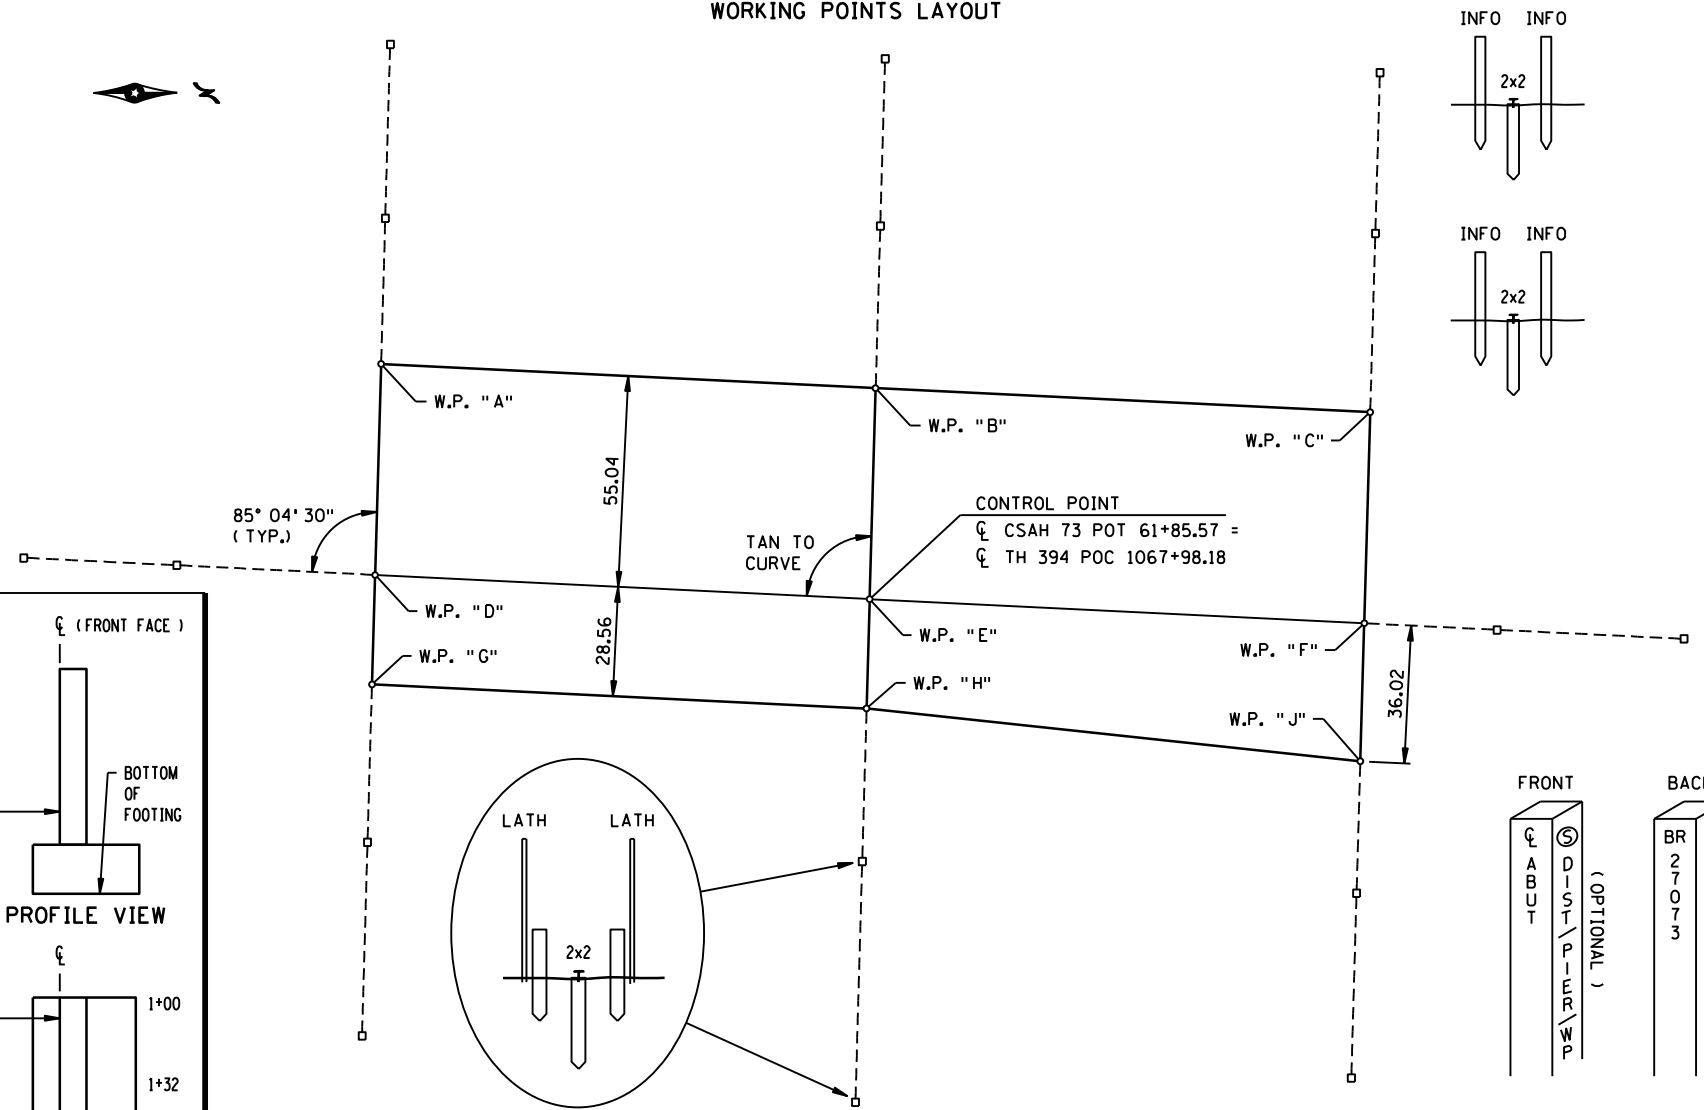 WORKING POINTS LAYOUT
INFO INFO
2x2
INFO INFO
2x2
W.P. "A"
W.P. "B"
W.P. "C"
55.04
85° 04' 30"
(TYP.)
TAN TO
CURVE
CONTROL POINT
℄ CSAH 73 POT 61+85.57 =
℄ TH 394 POC 1067+98.18
W.P. "D"
W.P. "E"
W.P. "F"
28.56
W.P. "G"
W.P. "H"
36.02
W.P. "J"
℄ (FRONT FACE)
BOTTOM
OF
FOOTING
PROFILE VIEW
℄
1+00
1+32
LATH LATH
2x2
FRONT
℄ ABUT
Ⓢ DIST/PIER/WP
(OPTIONAL)
BAC
BR 27073